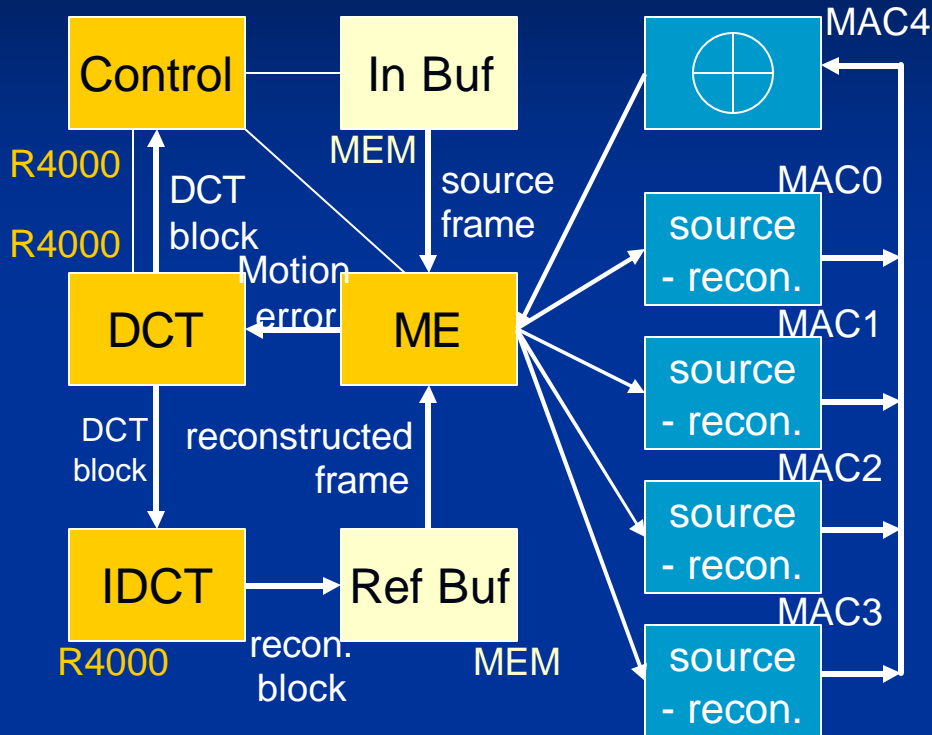 MAC4
Control
In Buf
R4000
MEM
DCT
block
source
frame
MAC0
source
- recon.
R4000
Motion
error
DCT
ME
MAC1
source
- recon.
DCT
block
reconstructed
frame
MAC2
source
- recon.
IDCT
Ref Buf
R4000
recon.
block
MEM
MAC3
source
- recon.